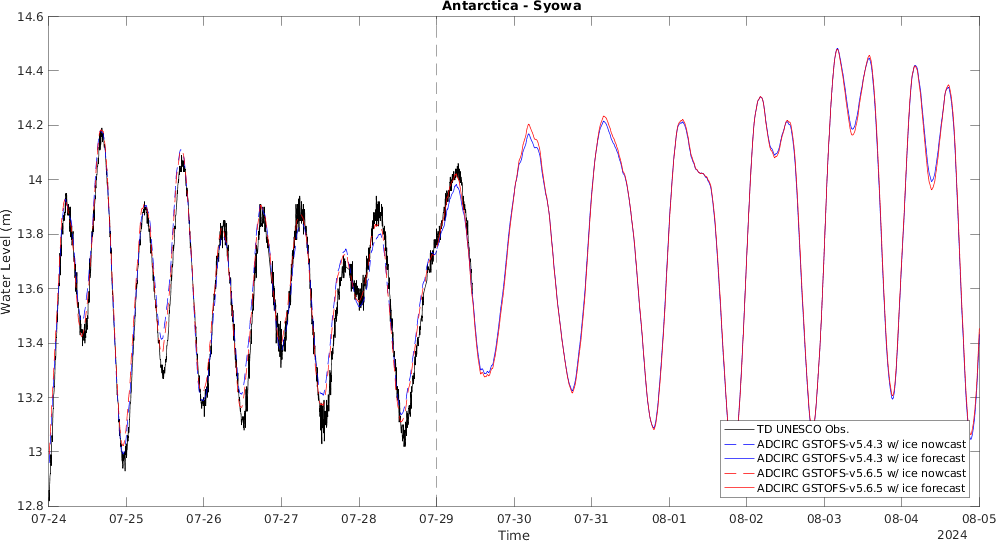 Antarctica - Syowa
14.6
14.4
14.2
14
13.8
13.6
13.4
13.2
13
12.8
Water Level (m)
TD UNESCO Obs.
ADCIRC GSTOFS-v5.4.3 w/ ice nowcast
ADCIRC GSTOFS-v5.4.3 w/ ice forecast
ADCIRC GSTOFS-v5.6.5 w/ ice nowcast
ADCIRC GSTOFS-v5.6.5 w/ ice forecast
07-24 07-25 07-26 07-27 07-28 07-29 07-30 07-31 08-01 08-02 08-03 08-04 08-05
Time
2024